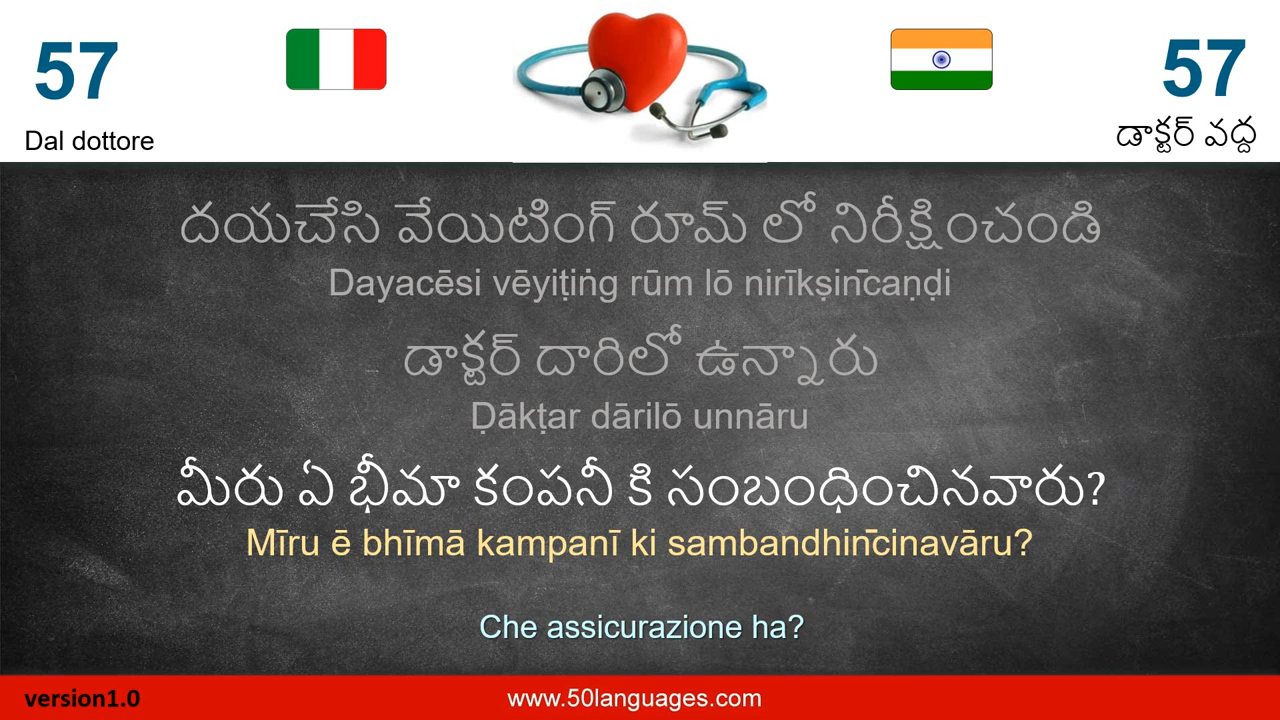 57
57
Dal dottore
డాక్టర్ వద్ద
దయచేసి వేయిటింగ్ రూమ్ లో నిరీక్షించండి
Dayacēsi vēyiṭiṅg rūm lō nirīkṣin̄caṇḍi
డాక్టర్ దారిలో ఉన్నారు
Ḍākṭar dārilō unnāru
మీరు ఏ భీమా కంపనీ కి సంబంధించినవారు?
Mīru ē bhīmā kampanī ki sambandhin̄cinavāru?
Che assicurazione ha?
version1.0
www.50languages.com